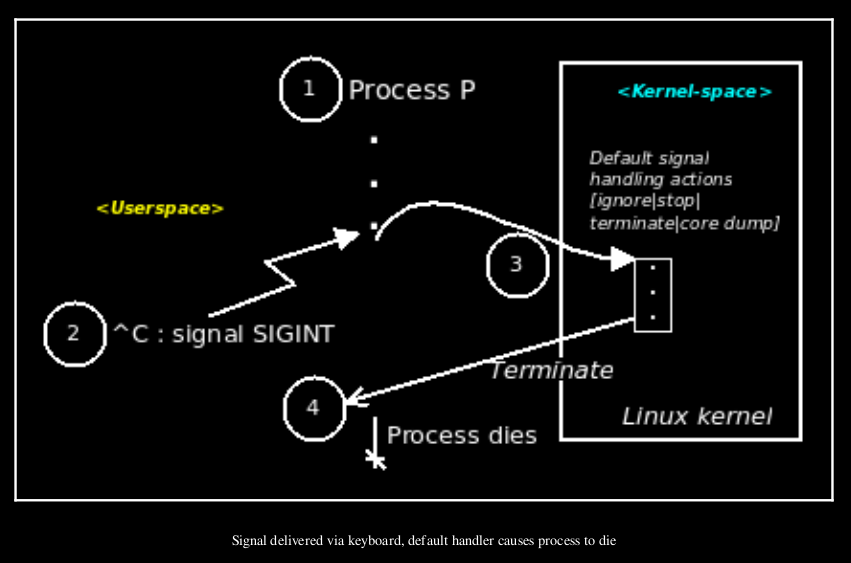 1 Process P
<Kernel-space>
Default signal
handling actions
[ignore|stop|
terminate|core dump]
<Userspace>
3
2 ^C : signal SIGINT
Terminate
4
Linux kernel
Process dies
Signal delivered via keyboard, default handler causes process to die